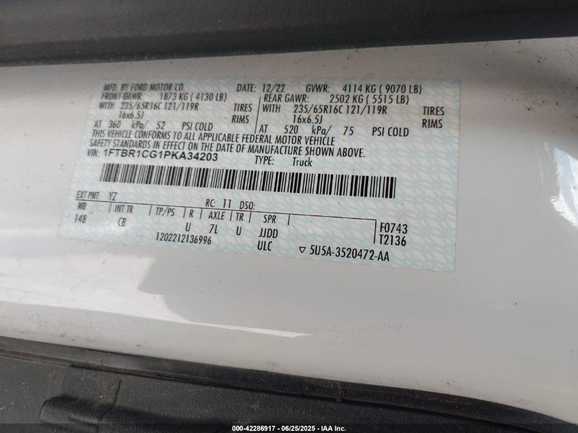 MFD. BY FORD MOTOR CO. DATE: 12/22 GVWR: 4114 KG ( 9070 LB)
FRONT GAWR: 1873 KG ( 4130 LB) REAR GAWR: 2502 KG ( 5515 LB)
WITH 235/65R16C 121/119R TIRES WITH 235/65R16C 121/119R TIRES
16x6.5J RIMS 16x6.5J RIMS
AT 360 kPa/ 52 PSI COLD AT 520 kPa/ 75 PSI COLD
THIS VEHICLE CONFORMS TO ALL APPLICABLE FEDERAL MOTOR VEHICLE
SAFETY STANDARDS IN EFFECT ON THE DATE OF MANUFACTURE SHOWN ABOVE.
VIN: 1FTBR1CG1PKA34203 TYPE: Truck
EXT PNT: YZ RC: 11 DSO: F0743
WB INT TR TP/PS R AXLE TR SPR T2136
148 CB U 7L U JJDD
1202212136996 ULC ▽ 5U5A-3520472-AA
000-42286917 - 06/25/2025 - IAA, Inc.